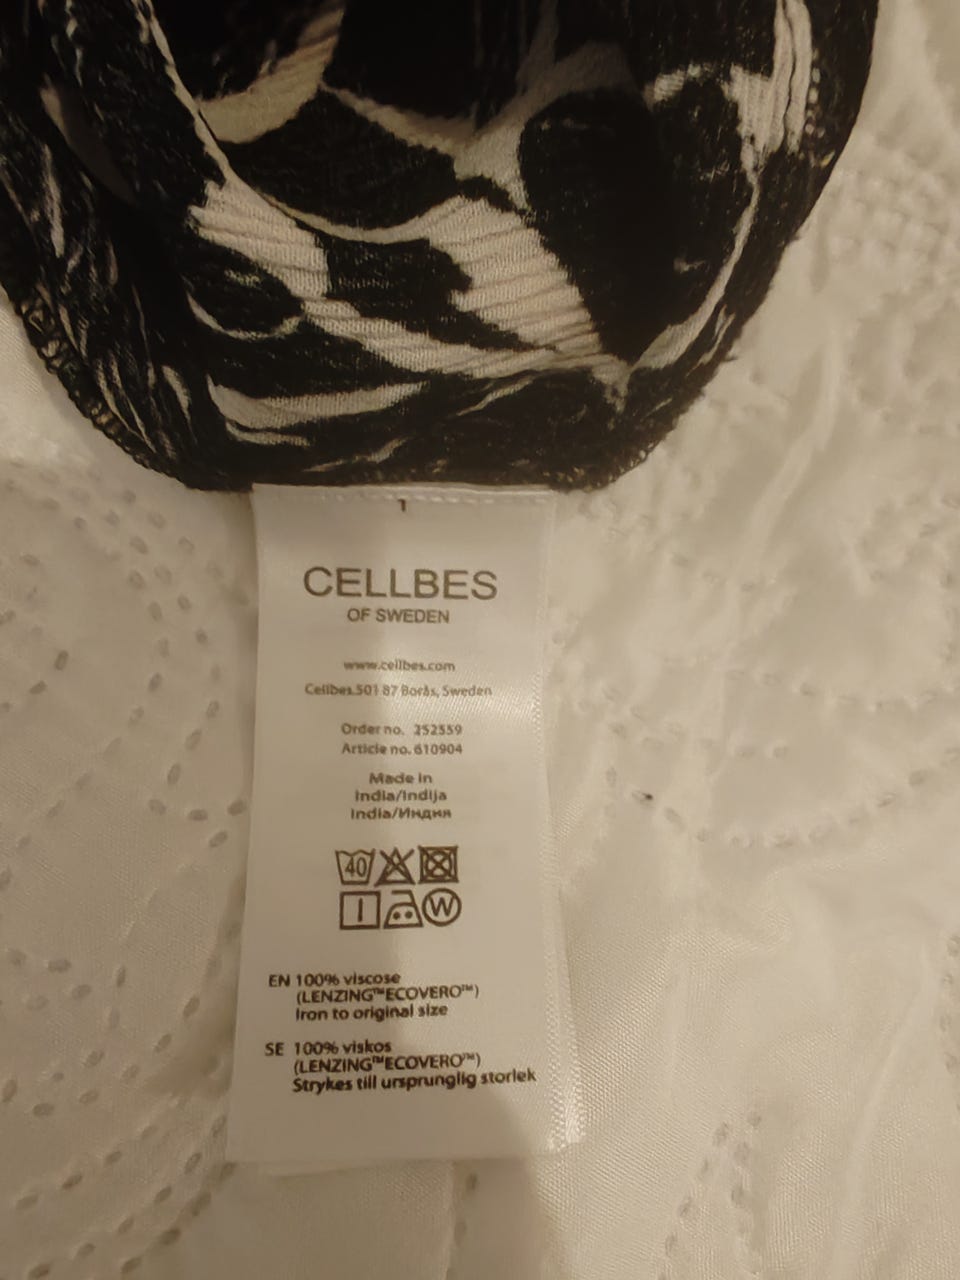 1
CELLBES
OF SWEDEN
www.cellbes.com
Cellbes 501 87 Borås, Sweden
Order no. 252559
Article no. 610904
Made in
India/Indija
India/Индия
40
W
EN 100% viscose
(LENZING™ECOVERO™)
Iron to original size
SE 100% viskos
(LENZING™ECOVERO™)
Strykes till ursprunglig storlek